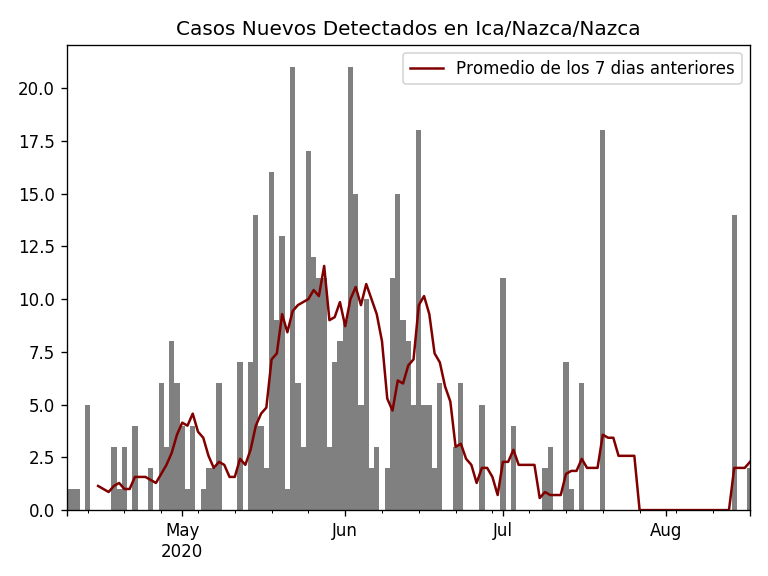 Casos Nuevos Detectados en Ica/Nazca/Nazca
Promedio de los 7 dias anteriores
20.0
17.5
15.0
12.5
10.0
7.5
5.0
2.5
0.0
May
2020
Jun
Jul
Aug